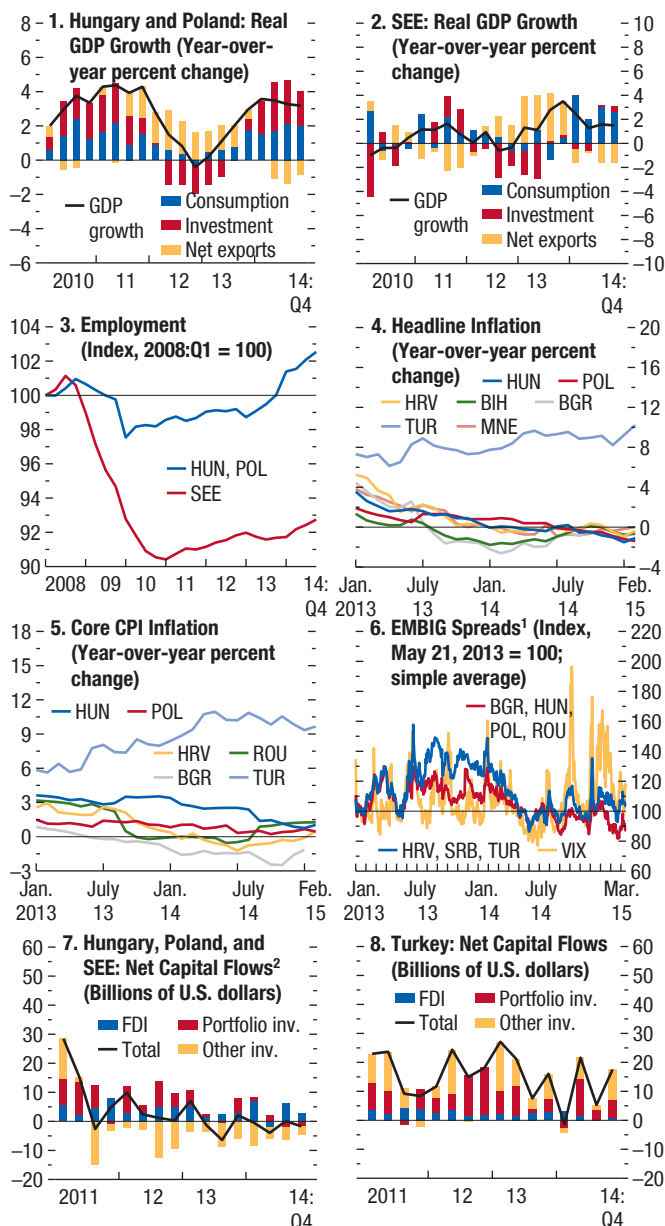 1. Hungary and Poland: Real
GDP Growth (Year-over-
year percent change)
8
6
4
2
0
−2
−4
−6
GDP
growth
Consumption
Investment
Net exports
2010 11 12 13 14:
Q4
2. SEE: Real GDP Growth
(Year-over-year percent
change)
10
8
6
4
2
0
−2
−4
−6
−8
−10
GDP
growth
Consumption
Investment
Net exports
2010 11 12 13 14:
Q4
3. Employment
(Index, 2008:Q1 = 100)
104
102
100
98
96
94
92
90
HUN, POL
SEE
2008 09 10 11 12 13 14:
Q4
4. Headline Inflation
(Year-over-year percent
change)
HUN POL
HRV BIH BGR
TUR MNE
20
16
12
8
4
0
−4
Jan. July Jan. July Feb.
2013 13 14 14 15
5. Core CPI Inflation
(Year-over-year percent
change)
HUN POL
HRV ROU
BGR TUR
18
15
12
9
6
3
0
−3
Jan. July Jan. July Feb.
2013 13 14 14 15
6. EMBIG Spreads¹ (Index,
May 21, 2013 = 100;
simple average)
BGR, HUN,
POL, ROU
HRV, SRB, TUR VIX
220
200
180
160
140
120
100
80
60
Jan. July Jan. July Mar.
2013 13 14 14 15
7. Hungary, Poland, and
SEE: Net Capital Flows²
(Billions of U.S. dollars)
FDI Portfolio inv.
Total Other inv.
60
50
40
30
20
10
0
−10
−20
2011 12 13 14:
Q4
8. Turkey: Net Capital Flows
(Billions of U.S. dollars)
FDI Portfolio inv.
Total Other inv.
60
50
40
30
20
10
0
−10
−20
2011 12 13 14:
Q4